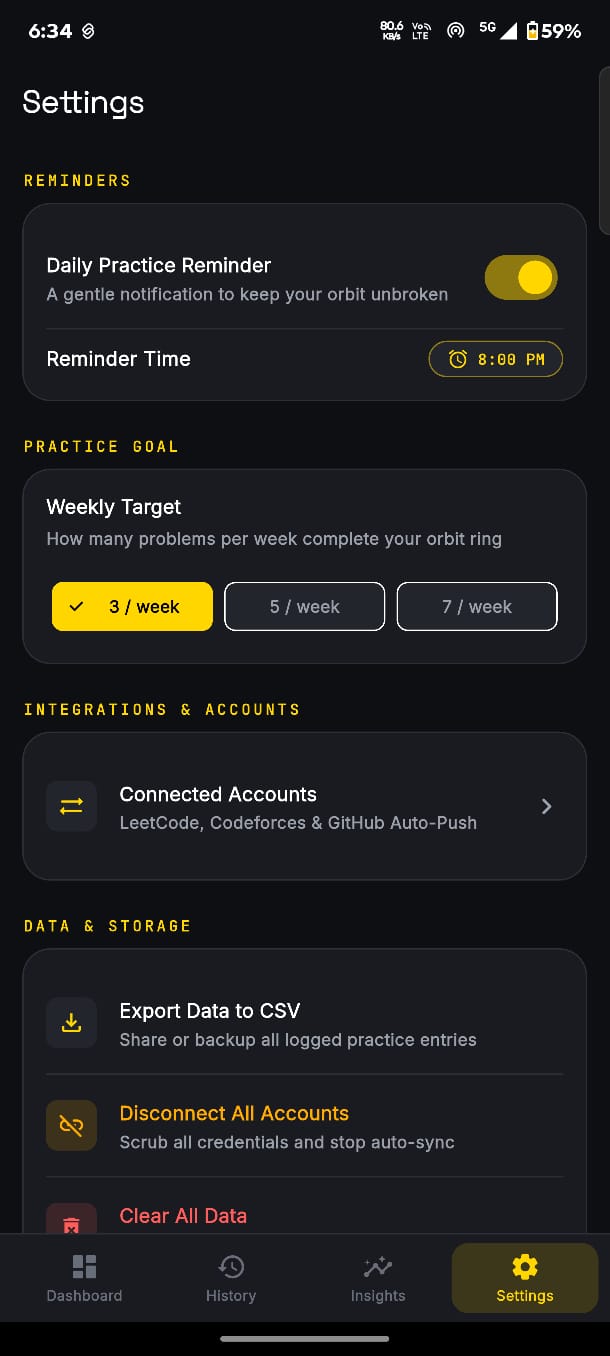 6:34 80.6 KB/s Vo LTE 5G 59%
Settings
REMINDERS
Daily Practice Reminder
A gentle notification to keep your orbit unbroken
Reminder Time 8:00 PM
PRACTICE GOAL
Weekly Target
How many problems per week complete your orbit ring
3 / week 5 / week 7 / week
INTEGRATIONS & ACCOUNTS
Connected Accounts
LeetCode, Codeforces & GitHub Auto-Push
DATA & STORAGE
Export Data to CSV
Share or backup all logged practice entries
Disconnect All Accounts
Scrub all credentials and stop auto-sync
Clear All Data
Dashboard History Insights Settings